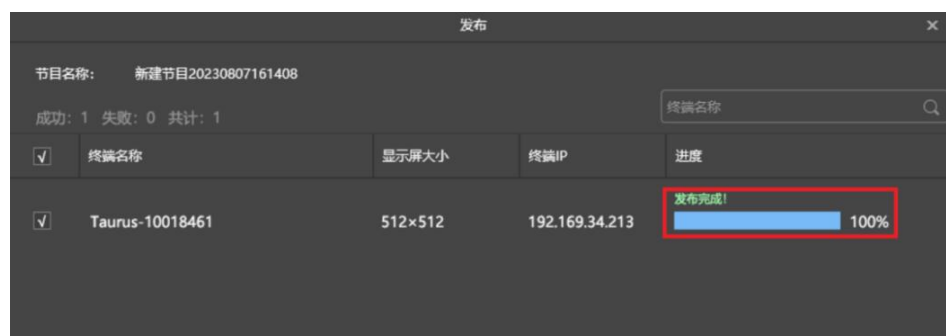 发布
节目名称： 新建节目20230807161408
成功：1 失败：0 共计：1
终端名称
终端名称 显示屏大小 终端IP 进度
发布完成!
Taurus-10018461 512×512 192.169.34.213 100%